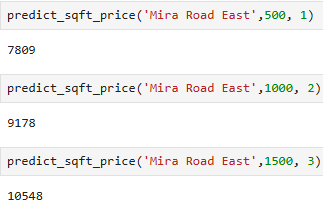 predict_sqft_price('Mira Road East',500, 1)
7809
predict_sqft_price('Mira Road East',1000, 2)
9178
predict_sqft_price('Mira Road East',1500, 3)
10548